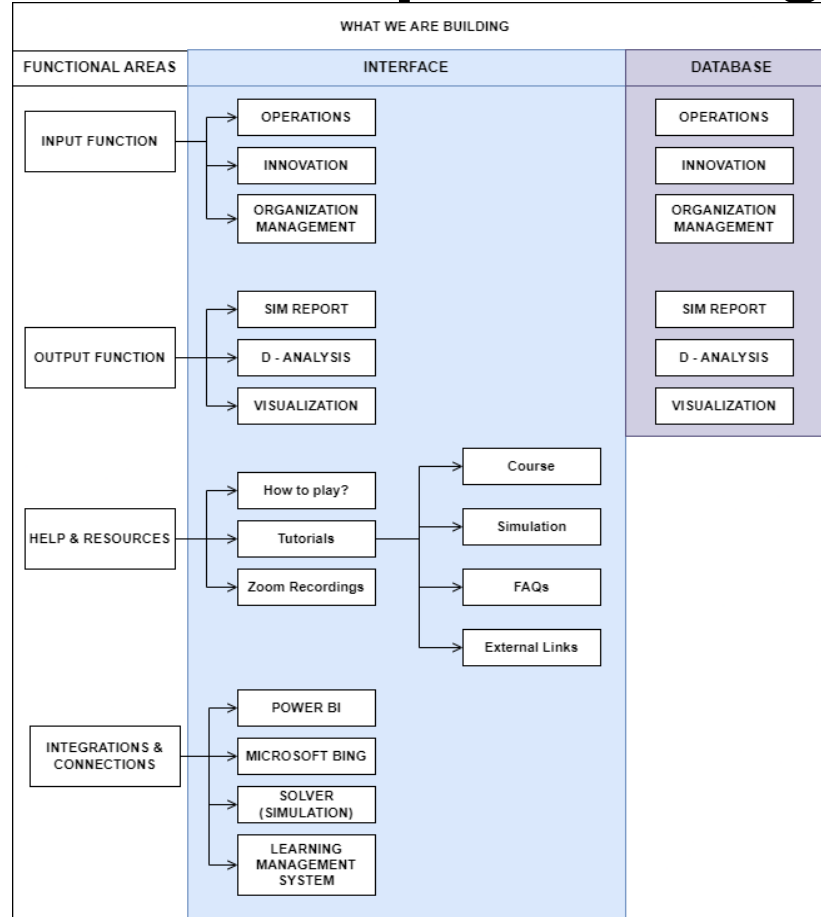 WHAT WE ARE BUILDING
FUNCTIONAL AREAS
INTERFACE
DATABASE
INPUT FUNCTION
OPERATIONS
INNOVATION
ORGANIZATION
MANAGEMENT
OPERATIONS
INNOVATION
ORGANIZATION
MANAGEMENT
OUTPUT FUNCTION
SIM REPORT
D - ANALYSIS
VISUALIZATION
SIM REPORT
D - ANALYSIS
VISUALIZATION
HELP & RESOURCES
How to play?
Tutorials
Zoom Recordings
Course
Simulation
FAQs
External Links
INTEGRATIONS &
CONNECTIONS
POWER BI
MICROSOFT BING
SOLVER
(SIMULATION)
LEARNING
MANAGEMENT
SYSTEM